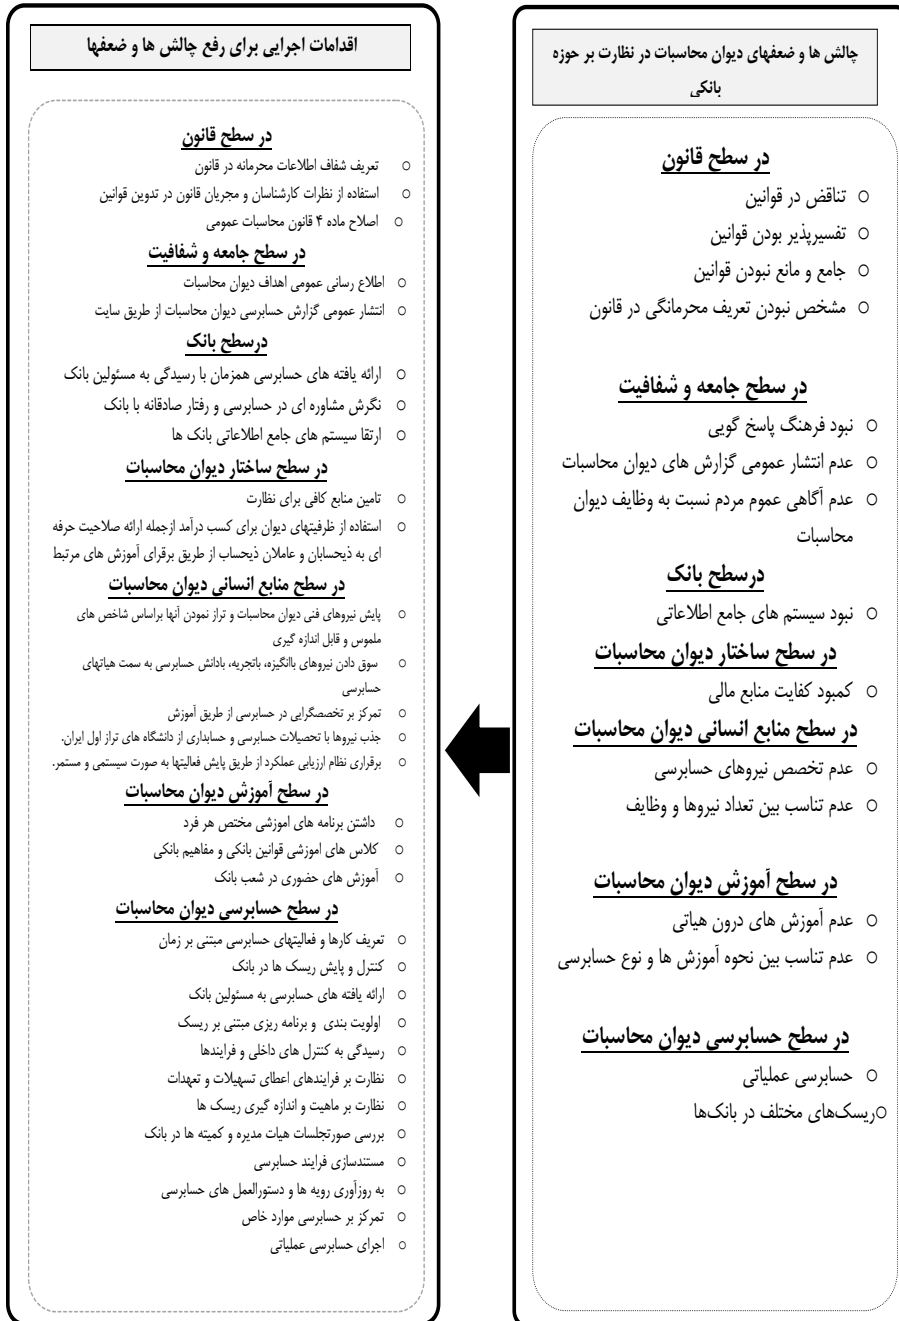 چالش ها و ضعفهای دیوان محاسبات در نظارت بر حوزه
بانکی
در سطح قانون
○ تناقض در قوانین
○ تفسیرپذیر بودن قوانین
○ جامع و مانع نبودن قوانین
○ مشخص نبودن تعریف محرمانگی در قانون
در سطح جامعه و شفافیت
○ نبود فرهنگ پاسخ گویی
○ عدم انتشار عمومی گزارش های دیوان محاسبات
○ عدم آگاهی عموم مردم نسبت به وظایف دیوان
محاسبات
درسطح بانک
○ نبود سیستم های جامع اطلاعاتی
در سطح ساختار دیوان محاسبات
○ کمبود کفایت منابع مالی
در سطح منابع انسانی دیوان محاسبات
○ عدم تخصص نیروهای حسابرسی
○ عدم تناسب بین تعداد نیروها و وظایف
در سطح آموزش دیوان محاسبات
○ عدم آموزش های درون هیاتی
○ عدم تناسب بین نحوه آموزش ها و نوع حسابرسی
در سطح حسابرسی دیوان محاسبات
○ حسابرسی عملیاتی
○ریسک‌های مختلف در بانک‌ها
اقدامات اجرایی برای رفع چالش ها و ضعفها
در سطح قانون
○ تعریف شفاف اطلاعات محرمانه در قانون
○ استفاده از نظرات کارشناسان و مجریان قانون در تدوین قوانین
○ اصلاح ماده ۴ قانون محاسبات عمومی
در سطح جامعه و شفافیت
○ اطلاع رسانی عمومی اهداف دیوان محاسبات
○ انتشار عمومی گزارش حسابرسی دیوان محاسبات از طریق سایت
درسطح بانک
○ ارائه یافته های حسابرسی همزمان با رسیدگی به مسئولین بانک
○ نگرش مشاوره ای در حسابرسی و رفتار صادقانه با بانک
○ ارتقا سیستم های جامع اطلاعاتی بانک ها
در سطح ساختار دیوان محاسبات
○ تامین منابع کافی برای نظارت
○ استفاده از ظرفیتهای دیوان برای کسب درآمد ازجمله ارائه صلاحیت حرفه
ای به ذیحسابان و عاملان ذیحساب از طریق برقرای آموزش های مرتبط
در سطح منابع انسانی دیوان محاسبات
○ پایش نیروهای فنی دیوان محاسبات و تراز نمودن آنها براساس شاخص های
ملموس و قابل اندازه گیری
○ سوق دادن نیروهای باانگیزه، باتجربه، بادانش حسابرسی به سمت هیاتهای
حسابرسی
○ تمرکز بر تخصصگرایی در حسابرسی از طریق آموزش
○ جذب نیروها با تحصیلات حسابرسی و حسابداری از دانشگاه های تراز اول ایران.
○ برقراری نظام ارزیابی عملکرد از طریق پایش فعالیتها به صورت سیستمی و مستمر.
در سطح آموزش دیوان محاسبات
○ داشتن برنامه های اموزشی مختص هر فرد
○ کلاس های اموزشی قوانین بانکی و مفاهیم بانکی
○ آموزش های حضوری در شعب بانک
در سطح حسابرسی دیوان محاسبات
○ تعریف کارها و فعالیتهای حسابرسی مبتنی بر زمان
○ کنترل و پایش ریسک ها در بانک
○ ارائه یافته های حسابرسی به مسئولین بانک
○ اولویت بندی و برنامه ریزی مبتنی بر ریسک
○ رسیدگی به کنترل های داخلی و فرایندها
○ نظارت بر فرایندهای اعطای تسهیلات و تعهدات
○ نظارت بر ماهیت و اندازه گیری ریسک ها
○ بررسی صورتجلسات هیات مدیره و کمیته ها در بانک
○ مستندسازی فرایند حسابرسی
○ به روزآوری رویه ها و دستورالعمل های حسابرسی
○ تمرکز بر حسابرسی موارد خاص
○ اجرای حسابرسی عملیاتی